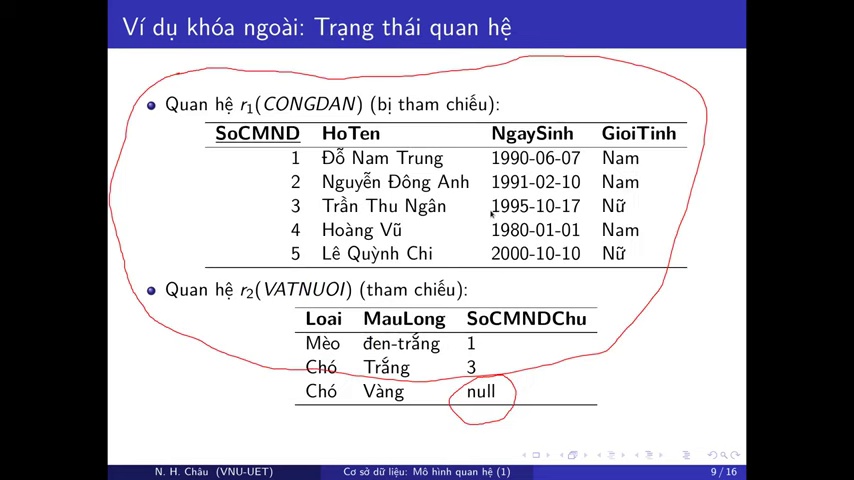 Ví dụ khóa ngoài: Trạng thái quan hệ
Quan hệ r1(CONGDAN) (bị tham chiếu):
SoCMND HoTen NgaySinh GioiTinh
1 Đỗ Nam Trung 1990-06-07 Nam
2 Nguyễn Đông Anh 1991-02-10 Nam
3 Trần Thu Ngân 1995-10-17 Nữ
4 Hoàng Vũ 1980-01-01 Nam
5 Lê Quỳnh Chi 2000-10-10 Nữ
Quan hệ r2(VATNUOI) (tham chiếu):
Loai MauLong SoCMNDChu
Mèo đen-trắng 1
Chó Trắng 3
Chó Vàng null
N. H. Châu (VNU-UET) Cơ sở dữ liệu: Mô hình quan hệ (1) 9 / 16